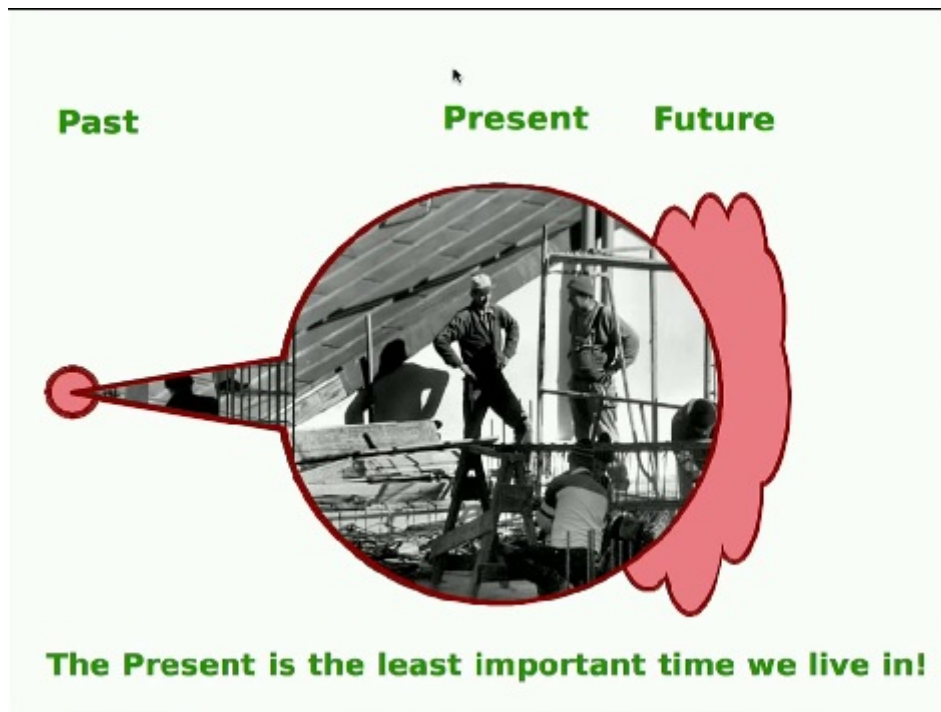 Past Present Future
The Present is the least important time we live in!